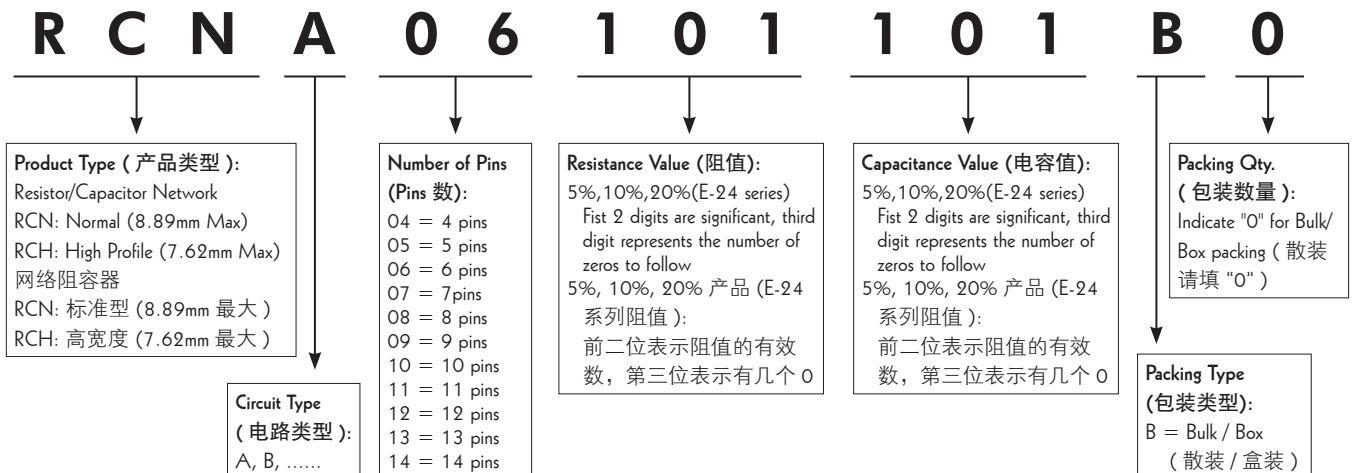 R C N A 0 6 1 0 1 1 0 1 B 0
Product Type ( 产品类型 ):
Resistor/Capacitor Network
RCN: Normal (8.89mm Max)
RCH: High Profile (7.62mm Max)
网络阻容器
RCN: 标准型 (8.89mm 最大 )
RCH: 高宽度 (7.62mm 最大 )
Circuit Type
( 电路类型 ):
A, B, ......
Number of Pins
(Pins 数):
04 = 4 pins
05 = 5 pins
06 = 6 pins
07 = 7pins
08 = 8 pins
09 = 9 pins
10 = 10 pins
11 = 11 pins
12 = 12 pins
13 = 13 pins
14 = 14 pins
Resistance Value (阻值):
5%,10%,20%(E-24 series)
Fist 2 digits are significant, third
digit represents the number of
zeros to follow
5%, 10%, 20% 产品 (E-24
系列阻值 ):
前二位表示阻值的有效
数，第三位表示有几个 0
Capacitance Value (电容值):
5%,10%,20%(E-24 series)
Fist 2 digits are significant, third
digit represents the number of
zeros to follow
5%, 10%, 20% 产品 (E-24
系列阻值 ):
前二位表示阻值的有效
数，第三位表示有几个 0
Packing Type
(包装类型):
B = Bulk / Box
( 散装 / 盒装 )
Packing Qty.
( 包装数量 ):
Indicate "0" for Bulk/
Box packing ( 散装
请填 “0” )